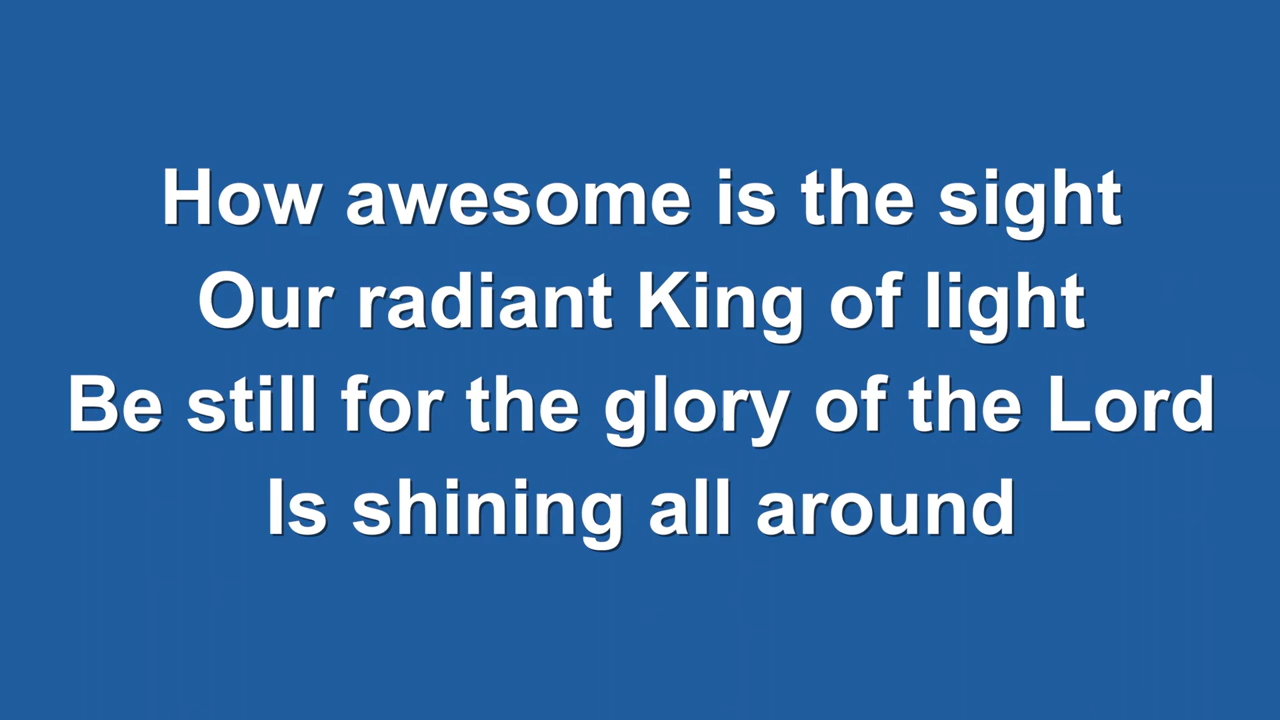 How awesome is the sight
Our radiant King of light
Be still for the glory of the Lord
Is shining all around